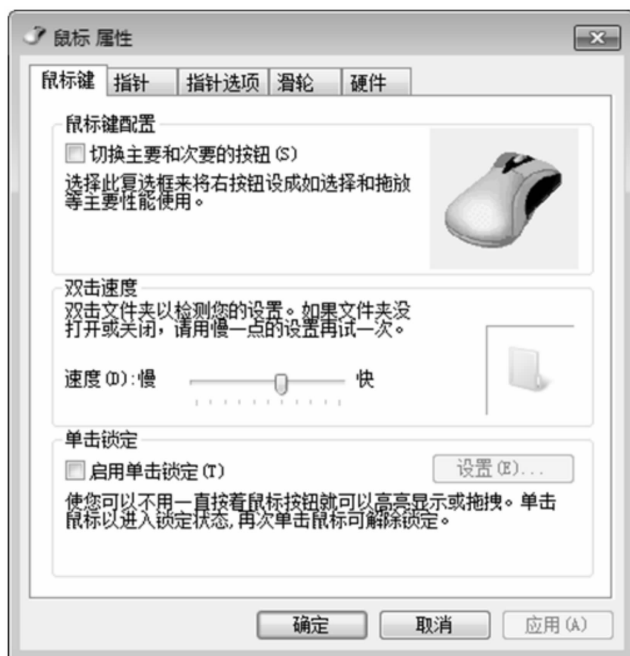 鼠标 属性
鼠标键 指针 指针选项 滑轮 硬件
鼠标键配置
切换主要和次要的按钮(S)
选择此复选框来将右按钮设成如选择和拖放
等主要性能使用。
双击速度
双击文件夹以检测您的设置。如果文件夹没
打开或关闭，请用慢一点的设置再试一次。
速度(D):慢 快
单击锁定
启用单击锁定(T) 设置(E)...
使您可以不用一直按着鼠标按钮就可以高亮显示或拖拽。单击
鼠标以进入锁定状态,再次单击鼠标可解除锁定。
确定 取消 应用(A)